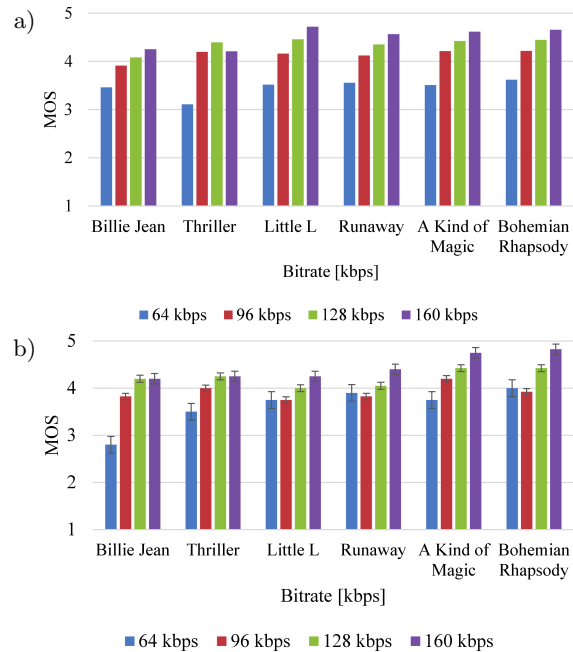 a)
5
4
3
2
1
MOS
Billie Jean Thriller Little L Runaway A Kind of Magic Bohemian Rhapsody
Bitrate [kbps]
64 kbps 96 kbps 128 kbps 160 kbps
b)
5
4
3
2
1
MOS
Billie Jean Thriller Little L Runaway A Kind of Magic Bohemian Rhapsody
Bitrate [kbps]
64 kbps 96 kbps 128 kbps 160 kbps